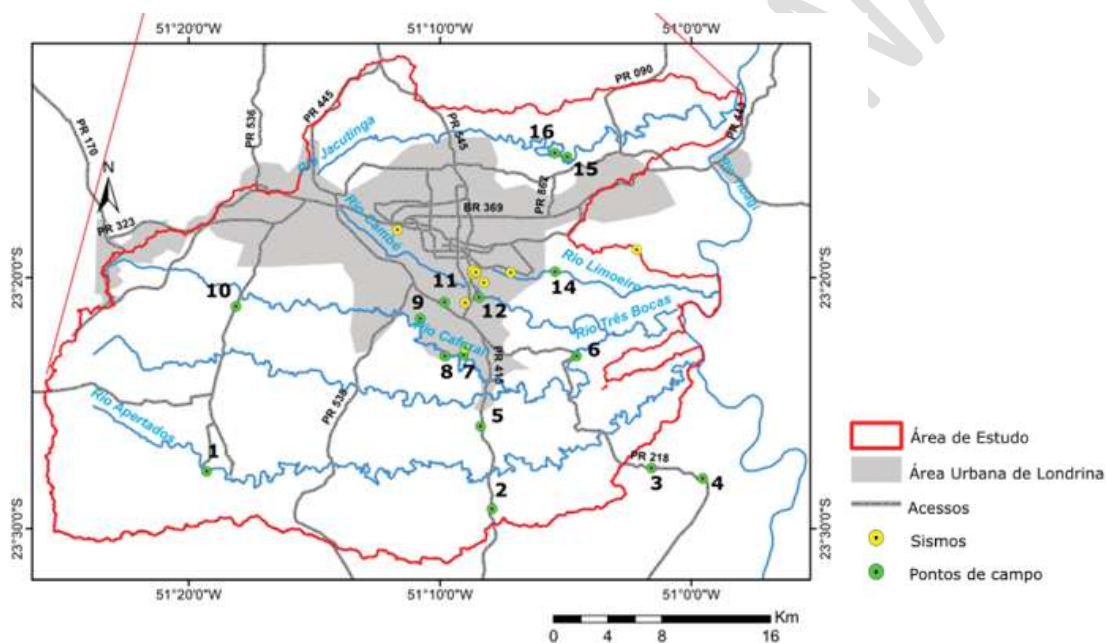 51°20'0"W
51°10'0"W
51°0'0"W
PR 090
PR 445
PR 441
PR 536
PR 170
PR 545
Rio Jacutinga
16
15
PR 862
Rio Tibagi
N
BR 369
PR 323
Rio Cambé
23°20'0"S
23°20'0"S
Rio Limoeiro
14
11
10
12
9
Rio Três Bocas
Rio Cafezal
6
8
7
PR 538
5
Rio Apertados
1
PR 218
3
4
2
23°30'0"S
23°30'0"S
51°20'0"W
51°10'0"W
51°0'0"W
Área de Estudo
Área Urbana de Londrina
Acessos
Sismos
Pontos de campo
Km
0 2 4 8 16